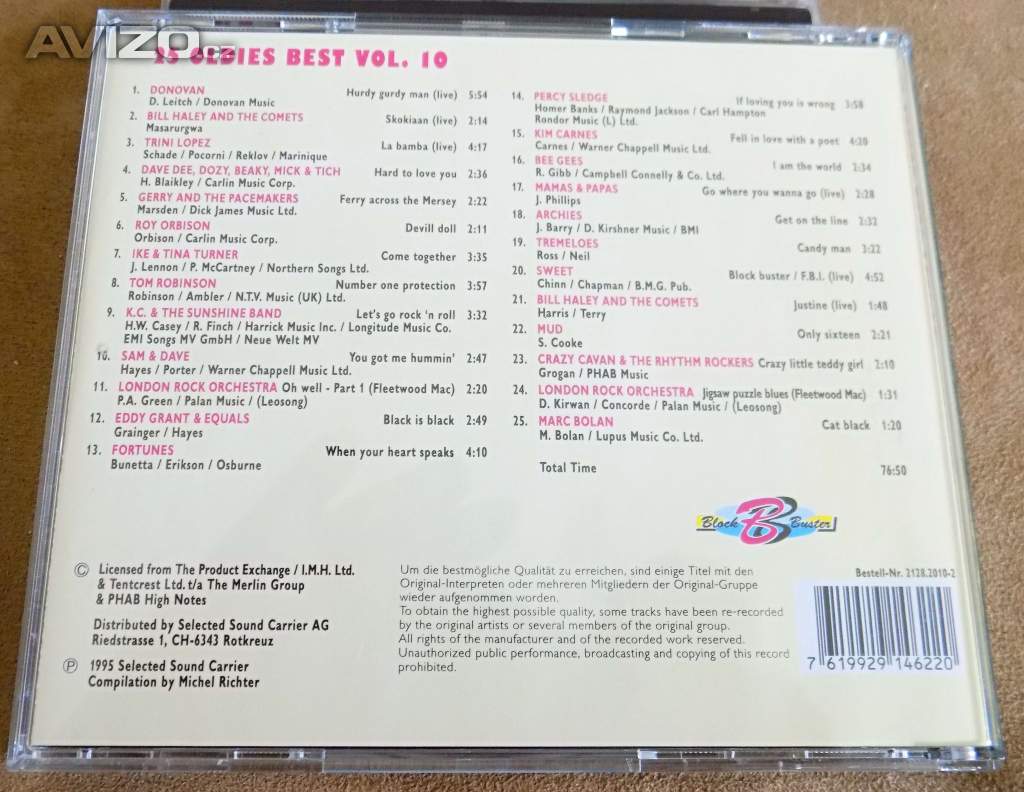 AVIZO.cz
25 OLDIES BEST VOL. 10
1. DONOVAN Hurdy gurdy man (live) 5:54
D. Leitch / Donovan Music
2. BILL HALEY AND THE COMETS Skokiaan (live) 2:14
Masarurgwa
3. TRINI LOPEZ La bamba (live) 4:17
Schade / Pocorni / Reklov / Marinique
4. DAVE DEE, DOZY, BEAKY, MICK & TICH Hard to love you 2:36
H. Blaikley / Carlin Music Corp.
5. GERRY AND THE PACEMAKERS Ferry across the Mersey 2:22
Marsden / Dick James Music Ltd.
6. ROY ORBISON Devill doll 2:11
Orbison / Carlin Music Corp.
7. IKE & TINA TURNER Come together 3:35
J. Lennon / P. McCartney / Northern Songs Ltd.
8. TOM ROBINSON Number one protection 3:57
Robinson / Ambler / N.T.V. Music (UK) Ltd.
9. K.C. & THE SUNSHINE BAND Let's go rock 'n roll 3:32
H.W. Casey / R. Finch / Harrick Music Inc. / Longitude Music Co.
EMI Songs MV GmbH / Neue Welt MV
10. SAM & DAVE You got me hummin' 2:47
Hayes / Porter / Warner Chappell Music Ltd.
11. LONDON ROCK ORCHESTRA Oh well - Part 1 (Fleetwood Mac) 2:20
P.A. Green / Palan Music / (Leosong)
12. EDDY GRANT & EQUALS Black is black 2:49
Grainger / Hayes
13. FORTUNES When your heart speaks 4:10
Bunetta / Erikson / Osburne
14. PERCY SLEDGE If loving you is wrong 3:58
Homer Banks / Raymond Jackson / Carl Hampton
Rondor Music (L) Ltd.
15. KIM CARNES Fell in love with a poet 4:20
Carnes / Warner Chappell Music Ltd.
16. BEE GEES I am the world 2:34
R. Gibb / Campbell Connelly & Co. Ltd.
17. MAMAS & PAPAS Go where you wanna go (live) 2:28
J. Phillips
18. ARCHIES Get on the line 2:32
J. Barry / D. Kirshner Music / BMI
19. TREMELOES Candy man 3:22
Ross / Neil
20. SWEET Block buster / F.B.I. (live) 4:52
Chinn / Chapman / B.M.G. Pub.
21. BILL HALEY AND THE COMETS Justine (live) 1:48
Harris / Terry
22. MUD Only sixteen 2:21
S. Cooke
23. CRAZY CAVAN & THE RHYTHM ROCKERS Crazy little teddy girl 2:10
Grogan / PHAB Music
24. LONDON ROCK ORCHESTRA Jigsaw puzzle blues (Fleetwood Mac) 1:31
D. Kirwan / Concorde / Palan Music / (Leosong)
25. MARC BOLAN Cat black 1:20
M. Bolan / Lupus Music Co. Ltd.
Total Time 76:50
Block B Buster
© Licensed from The Product Exchange / I.M.H. Ltd.
& Tentcrest Ltd. t/a The Merlin Group
& PHAB High Notes
Distributed by Selected Sound Carrier AG
Riedstrasse 1, CH-6343 Rotkreuz
℗ 1995 Selected Sound Carrier
Compilation by Michel Richter
Um die bestmögliche Qualität zu erreichen, sind einige Titel mit den
Original-Interpreten oder mehreren Mitgliedern der Original-Gruppe
wieder aufgenommen worden.
To obtain the highest possible quality, some tracks have been re-recorded
by the original artists or several members of the original group.
All rights of the manufacturer and of the recorded work reserved.
Unauthorized public performance, broadcasting and copying of this record
prohibited.
Bestell-Nr. 2128.2010-2
7 619929 146220